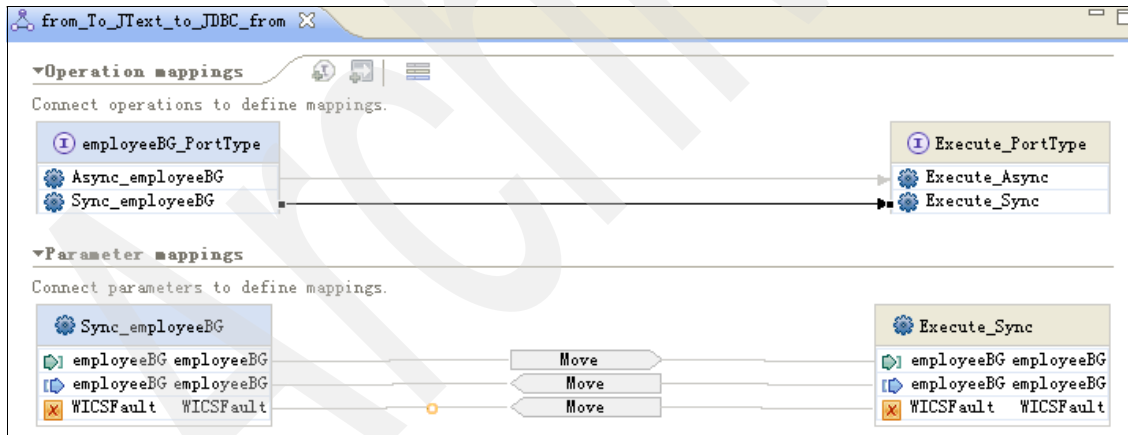 from_To_JText_to_JDBC_from
Operation mappings
Connect operations to define mappings.
employeeBG_PortType Execute_PortType
Async_employeeBG Execute_Async
Sync_employeeBG Execute_Sync
Parameter mappings
Connect parameters to define mappings.
Sync_employeeBG Execute_Sync
employeeBG employeeBG Move employeeBG employeeBG
employeeBG employeeBG Move employeeBG employeeBG
WICSFault WICSFault Move WICSFault WICSFault